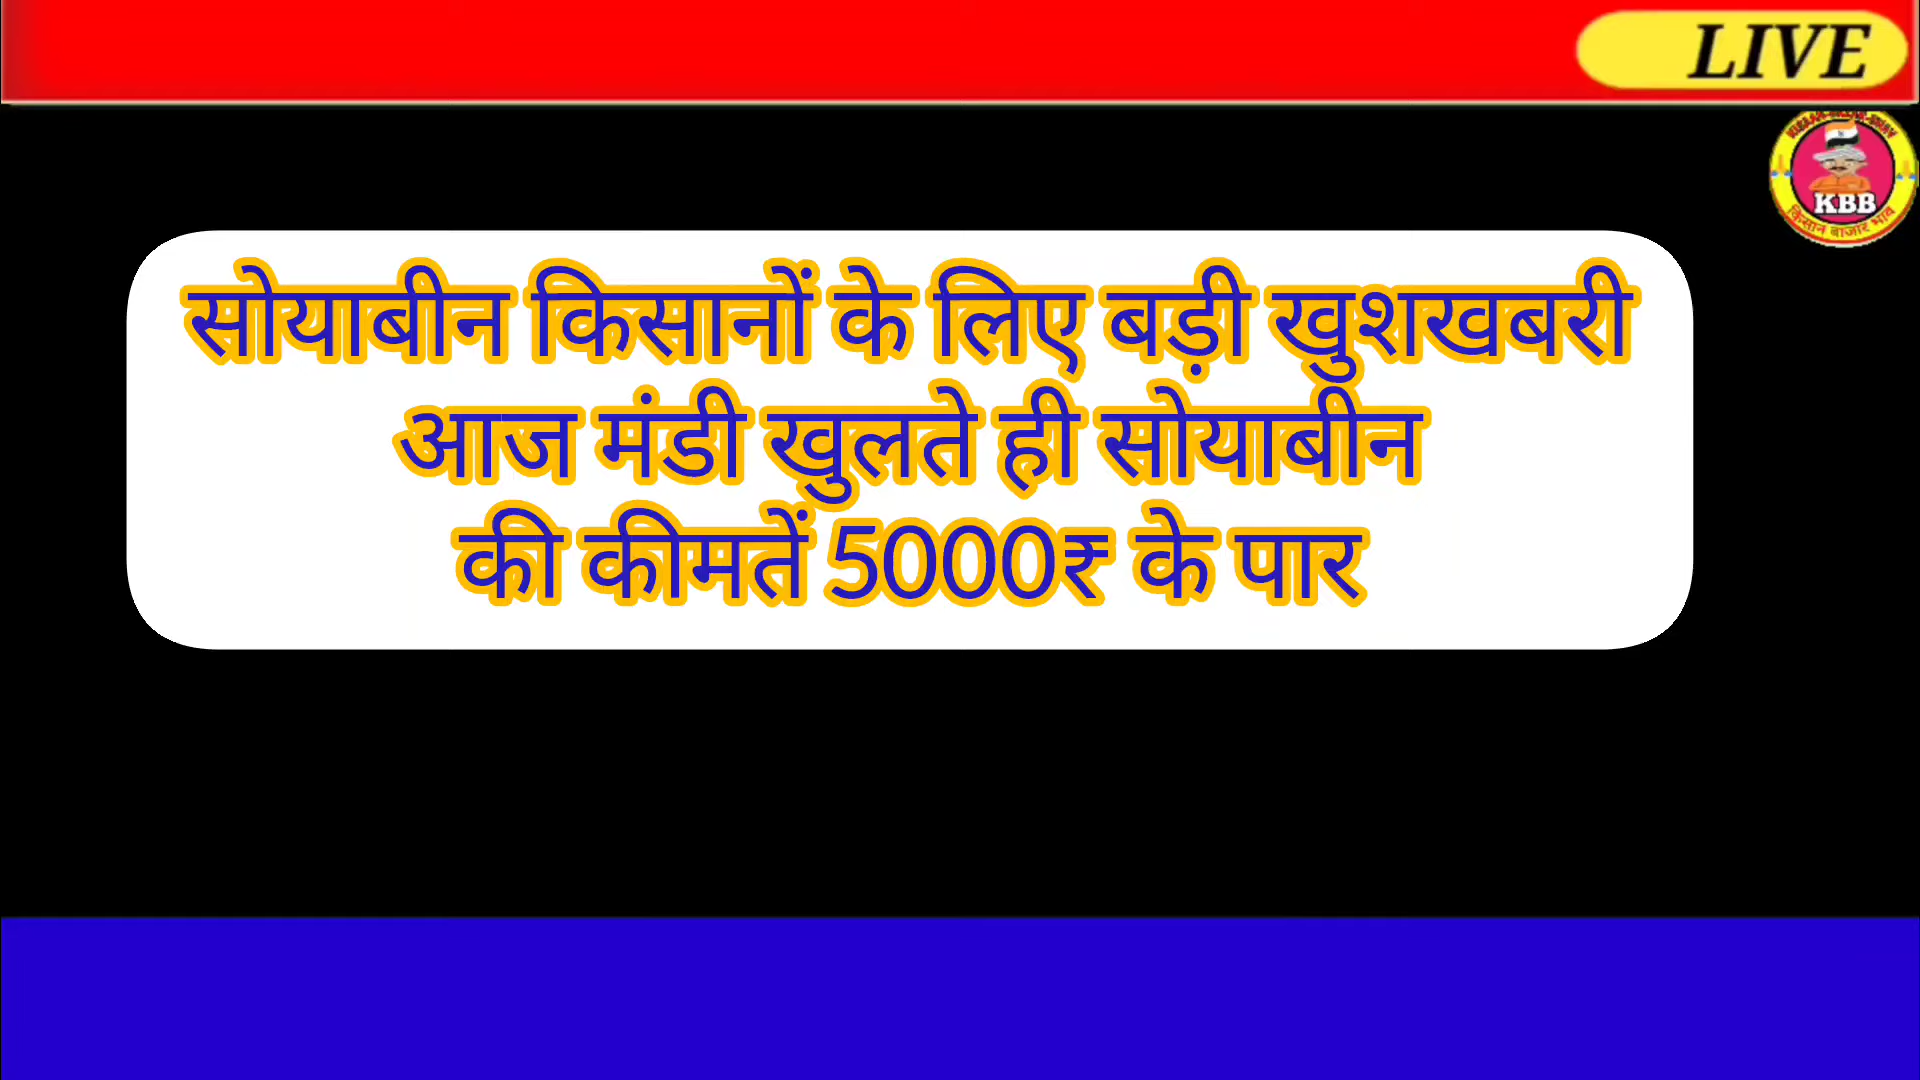 LIVE
सोयाबीन किसानों के लिए बड़ी खुशखबरी
आज मंडी खुलते ही सोयाबीन
की कीमतें 5000₹ के पार
KBB
किसान बाजार भाव